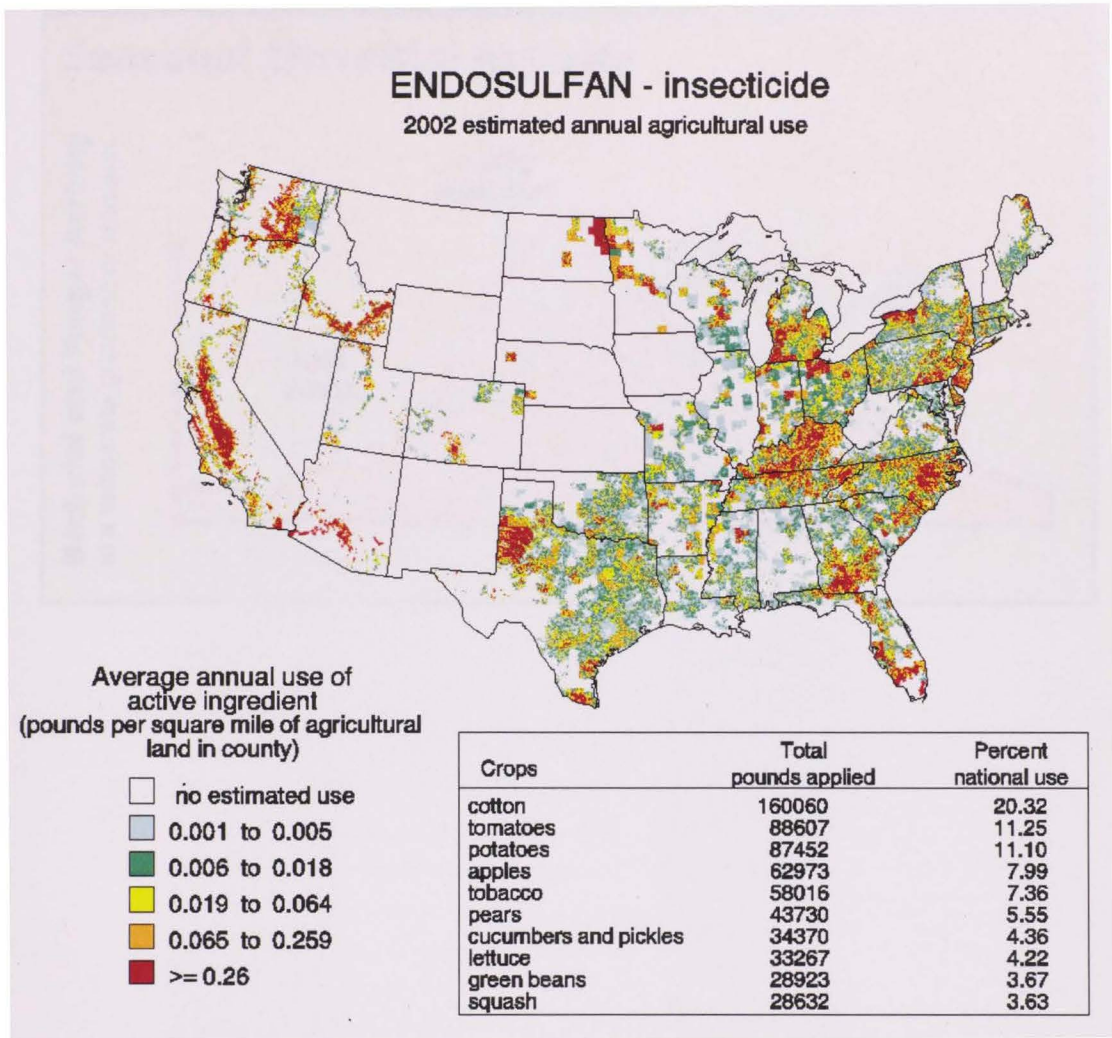 ENDOSULFAN - insecticide
2002 estimated annual agricultural use
Average annual use of
active ingredient
(pounds per square mile of agricultural
land in county)
no estimated use
0.001 to 0.005
0.006 to 0.018
0.019 to 0.064
0.065 to 0.259
>= 0.26
Crops Total pounds applied Percent national use
cotton 160060 20.32
tomatoes 88607 11.25
potatoes 87452 11.10
apples 62973 7.99
tobacco 58016 7.36
pears 43730 5.55
cucumbers and pickles 34370 4.36
lettuce 33267 4.22
green beans 28923 3.67
squash 28632 3.63